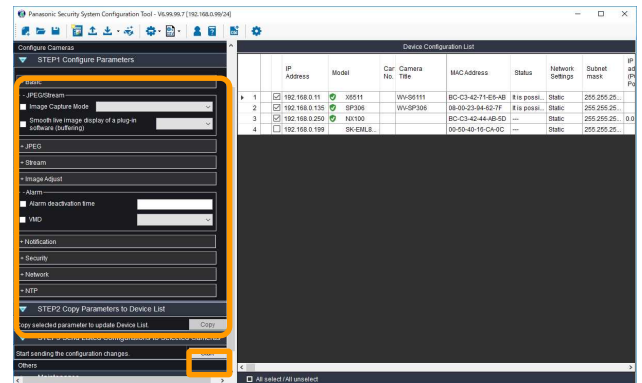 Panasonic Security System Configuration Tool - V6.99.99.7 [192.168.0.99/24]
Configure Cameras
STEP1 Configure Parameters
Basic
- JPEG/Stream
Image Capture Mode
Smooth live image display of a plug-in
software (buffering)
+ JPEG
+ Stream
+ Image Adjust
- Alarm
Alarm deactivation time
VMD
+ Notification
+ Security
+ Network
+ NTP
STEP2 Copy Parameters to Device List
Copy selected parameter to update Device List.
Copy
Start sending the configuration changes.
Others
Device Configuration List
IP Address Model Car No. Camera Title MAC Address Status Network Settings Subnet mask
1 192.168.0.11 X6511 WV-S6111 BC-C3-42-71-E6-AB It is possi... Static 255.255.25...
2 192.168.0.135 SP306 WV-SP306 08-00-23-94-62-7F It is possi... Static 255.255.25...
3 192.168.0.250 NX100 BC-C3-42-44-AB-5D --- Static 255.255.25... 0.0
4 192.168.0.199 SK-EML8... 00-50-40-16-CA-0C --- Static 255.255.25...
All select / All unselect